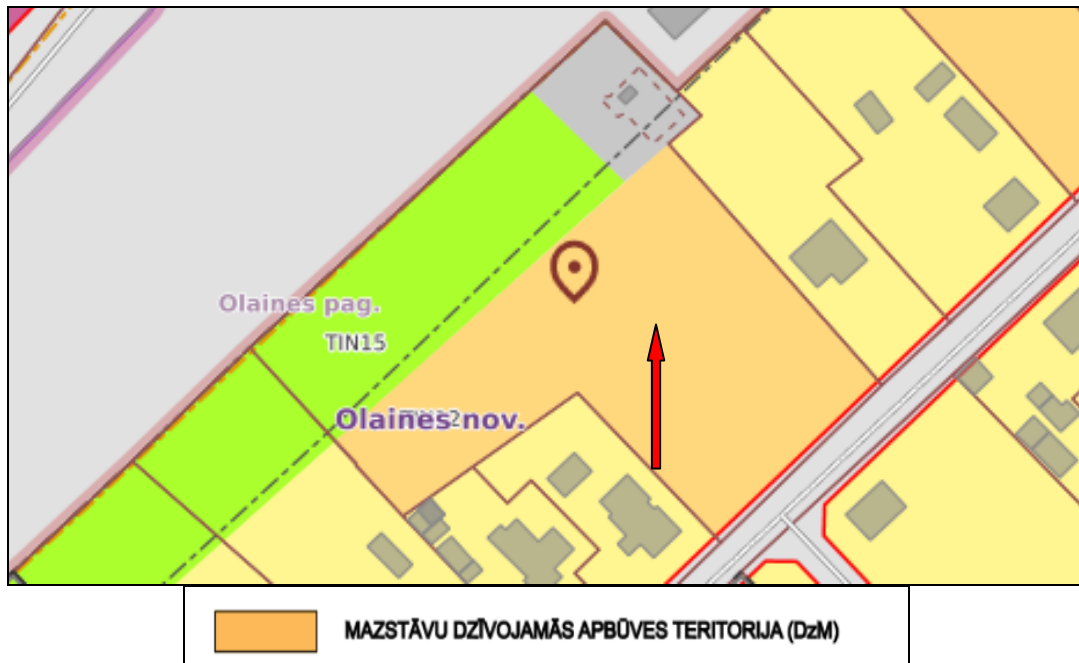 Olaines pag.
TIN15
Olaines nov.
MAZSTĀVU DZĪVOJAMĀS APBŪVES TERITORIJA (DzM)